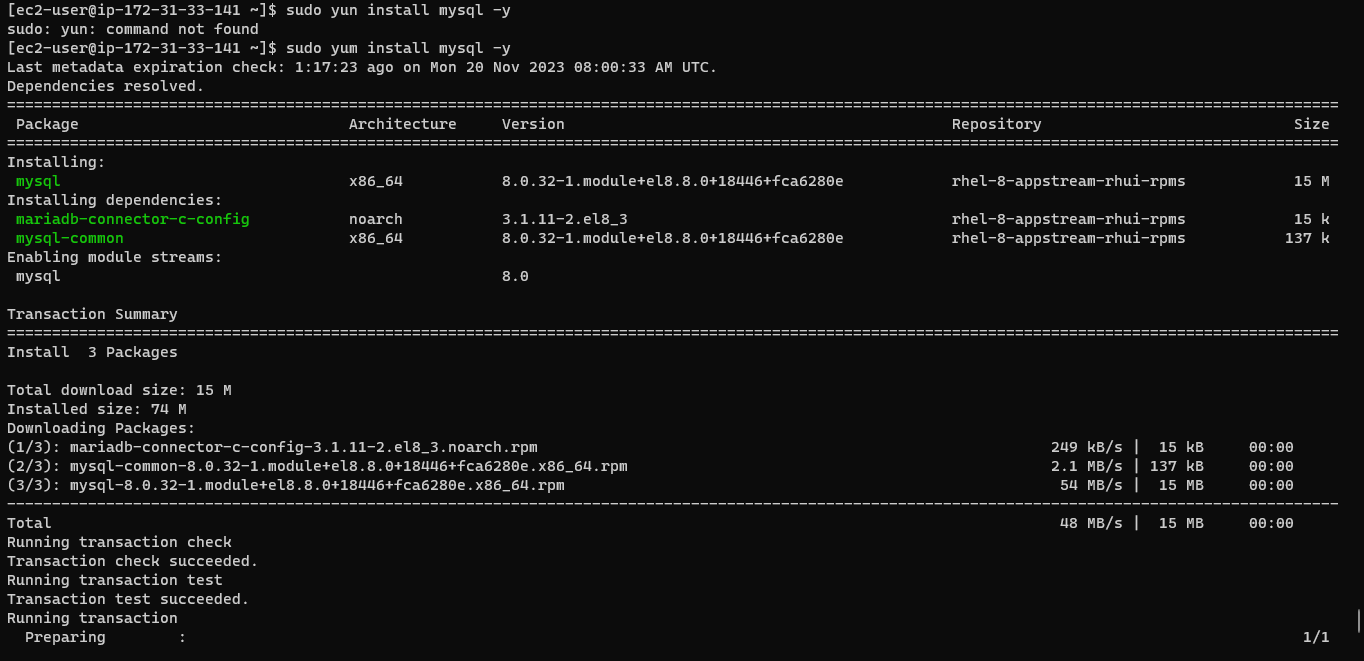 [ec2-user@ip-172-31-33-141 ~]$ sudo yun install mysql -y
sudo: yun: command not found
[ec2-user@ip-172-31-33-141 ~]$ sudo yum install mysql -y
Last metadata expiration check: 1:17:23 ago on Mon 20 Nov 2023 08:00:33 AM UTC.
Dependencies resolved.
====================================================================================================================================================
 Package                              Architecture     Version                                           Repository                            Size
====================================================================================================================================================
Installing:
 mysql                                x86_64           8.0.32-1.module+el8.8.0+18446+fca6280e            rhel-8-appstream-rhui-rpms            15 M
Installing dependencies:
 mariadb-connector-c-config           noarch           3.1.11-2.el8_3                                    rhel-8-appstream-rhui-rpms            15 k
 mysql-common                         x86_64           8.0.32-1.module+el8.8.0+18446+fca6280e            rhel-8-appstream-rhui-rpms           137 k
Enabling module streams:
 mysql                                                 8.0
Transaction Summary
====================================================================================================================================================
Install  3 Packages
Total download size: 15 M
Installed size: 74 M
Downloading Packages:
(1/3): mariadb-connector-c-config-3.1.11-2.el8_3.noarch.rpm                                                         249 kB/s |  15 kB     00:00
(2/3): mysql-common-8.0.32-1.module+el8.8.0+18446+fca6280e.x86_64.rpm                                               2.1 MB/s | 137 kB     00:00
(3/3): mysql-8.0.32-1.module+el8.8.0+18446+fca6280e.x86_64.rpm                                                       54 MB/s |  15 MB     00:00
----------------------------------------------------------------------------------------------------------------------------------------------------
Total                                                                                                                48 MB/s |  15 MB     00:00
Running transaction check
Transaction check succeeded.
Running transaction test
Transaction test succeeded.
Running transaction
  Preparing        :                                                                                                                            1/1